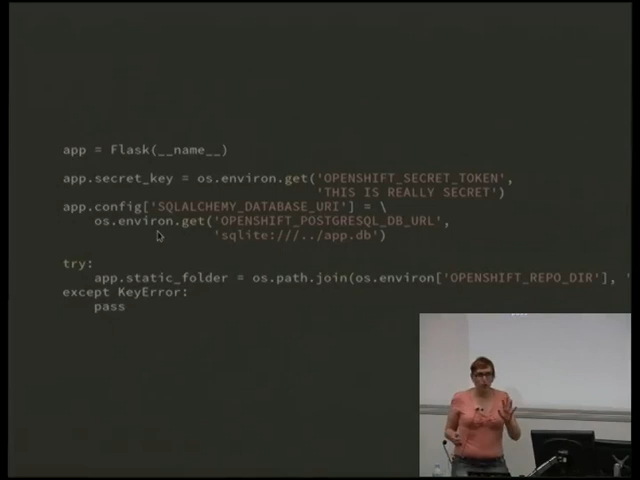 app = Flask(__name__)
app.secret_key = os.environ.get('OPENSHIFT_SECRET_TOKEN',
'THIS IS REALLY SECRET')
app.config['SQLALCHEMY_DATABASE_URI'] = \
os.environ.get('OPENSHIFT_POSTGRESQL_DB_URL',
'sqlite:///../app.db')
try:
app.static_folder = os.path.join(os.environ['OPENSHIFT_REPO_DIR'], '
except KeyError:
pass